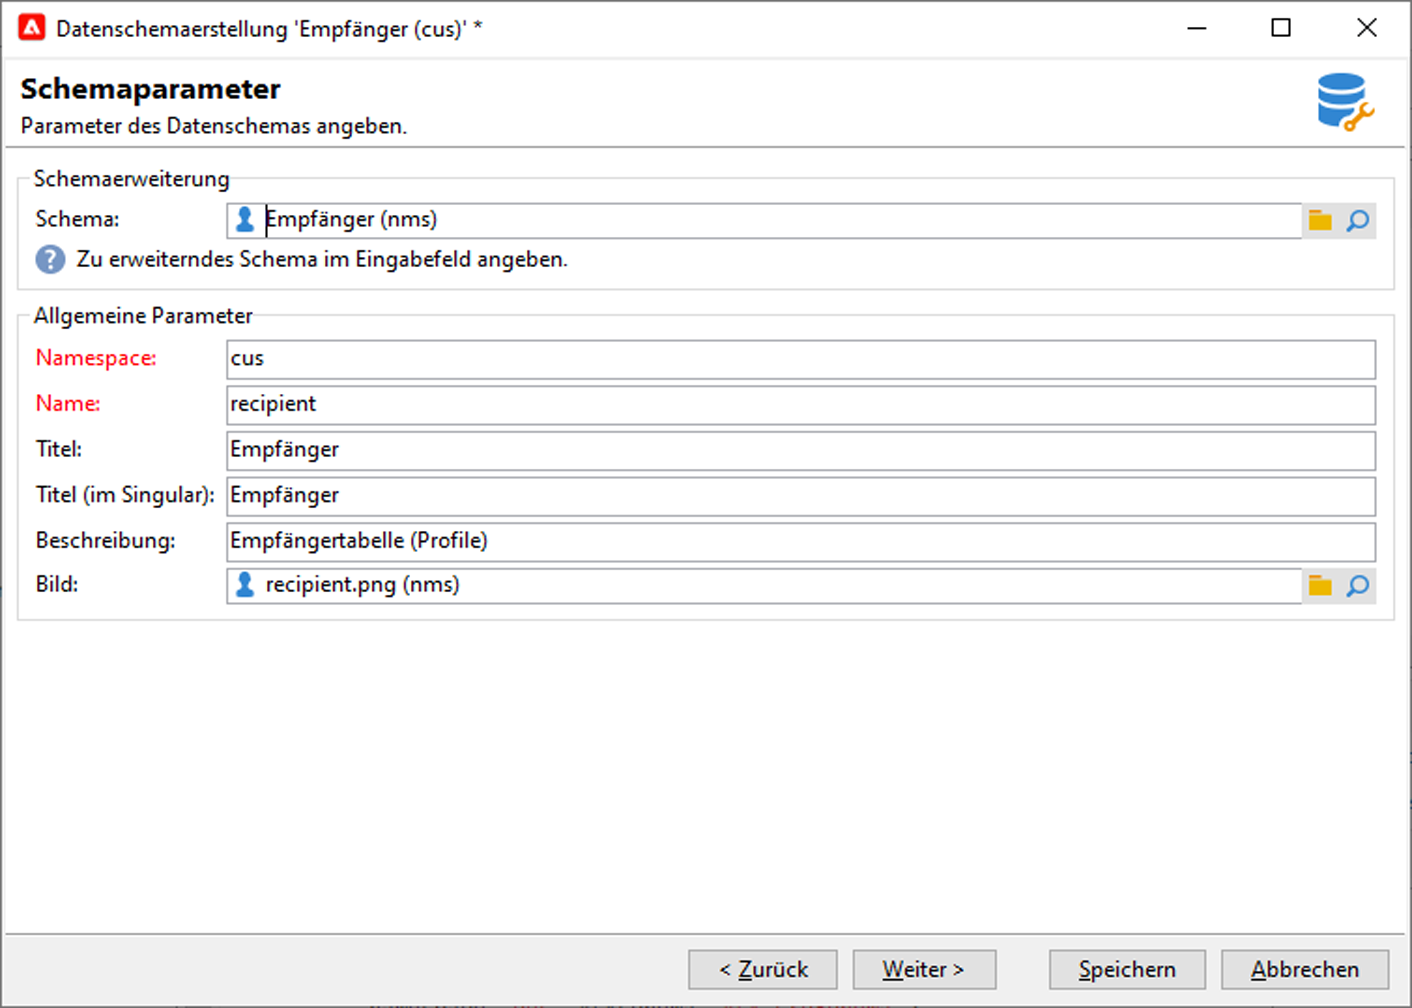 Datenschemaerstellung 'Empfänger (cus)' *
Schemaparameter
Parameter des Datenschemas angeben.
Schemaerweiterung
Schema: Empfänger (nms)
? Zu erweiterndes Schema im Eingabefeld angeben.
Allgemeine Parameter
Namespace: cus
Name: recipient
Titel: Empfänger
Titel (im Singular): Empfänger
Beschreibung: Empfängertabelle (Profile)
Bild: recipient.png (nms)
< Zurück Weiter > Speichern Abbrechen